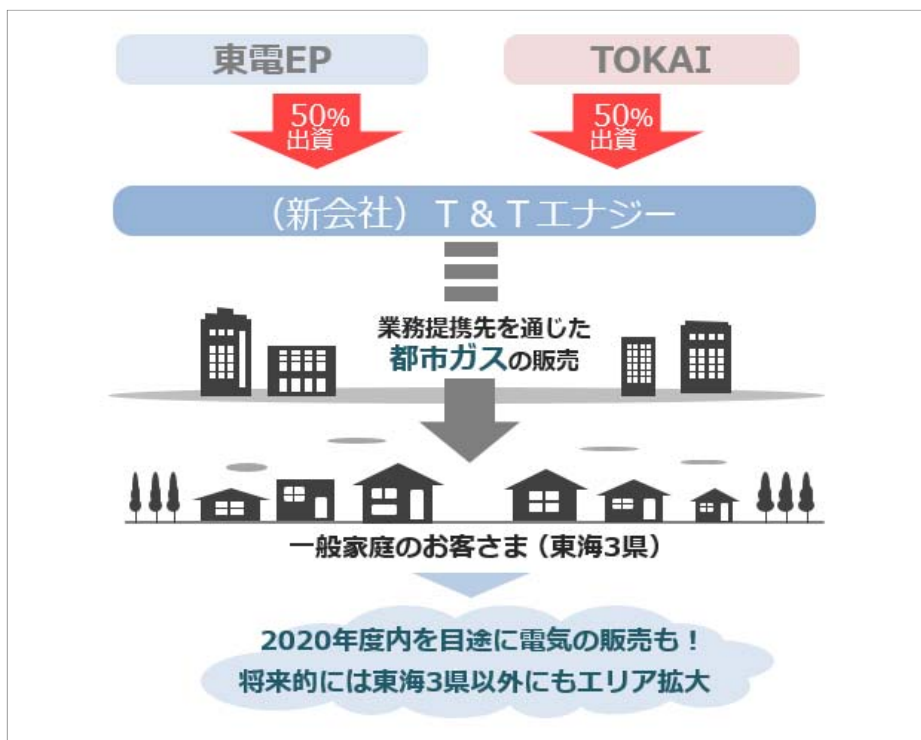 東電EP
TOKAI
50%
出資
50%
出資
（新会社）Ｔ＆Ｔエナジー
業務提携先を通じた
都市ガスの販売
一般家庭のお客さま（東海3県）
2020年度内を目途に電気の販売も！
将来的には東海3県以外にもエリア拡大